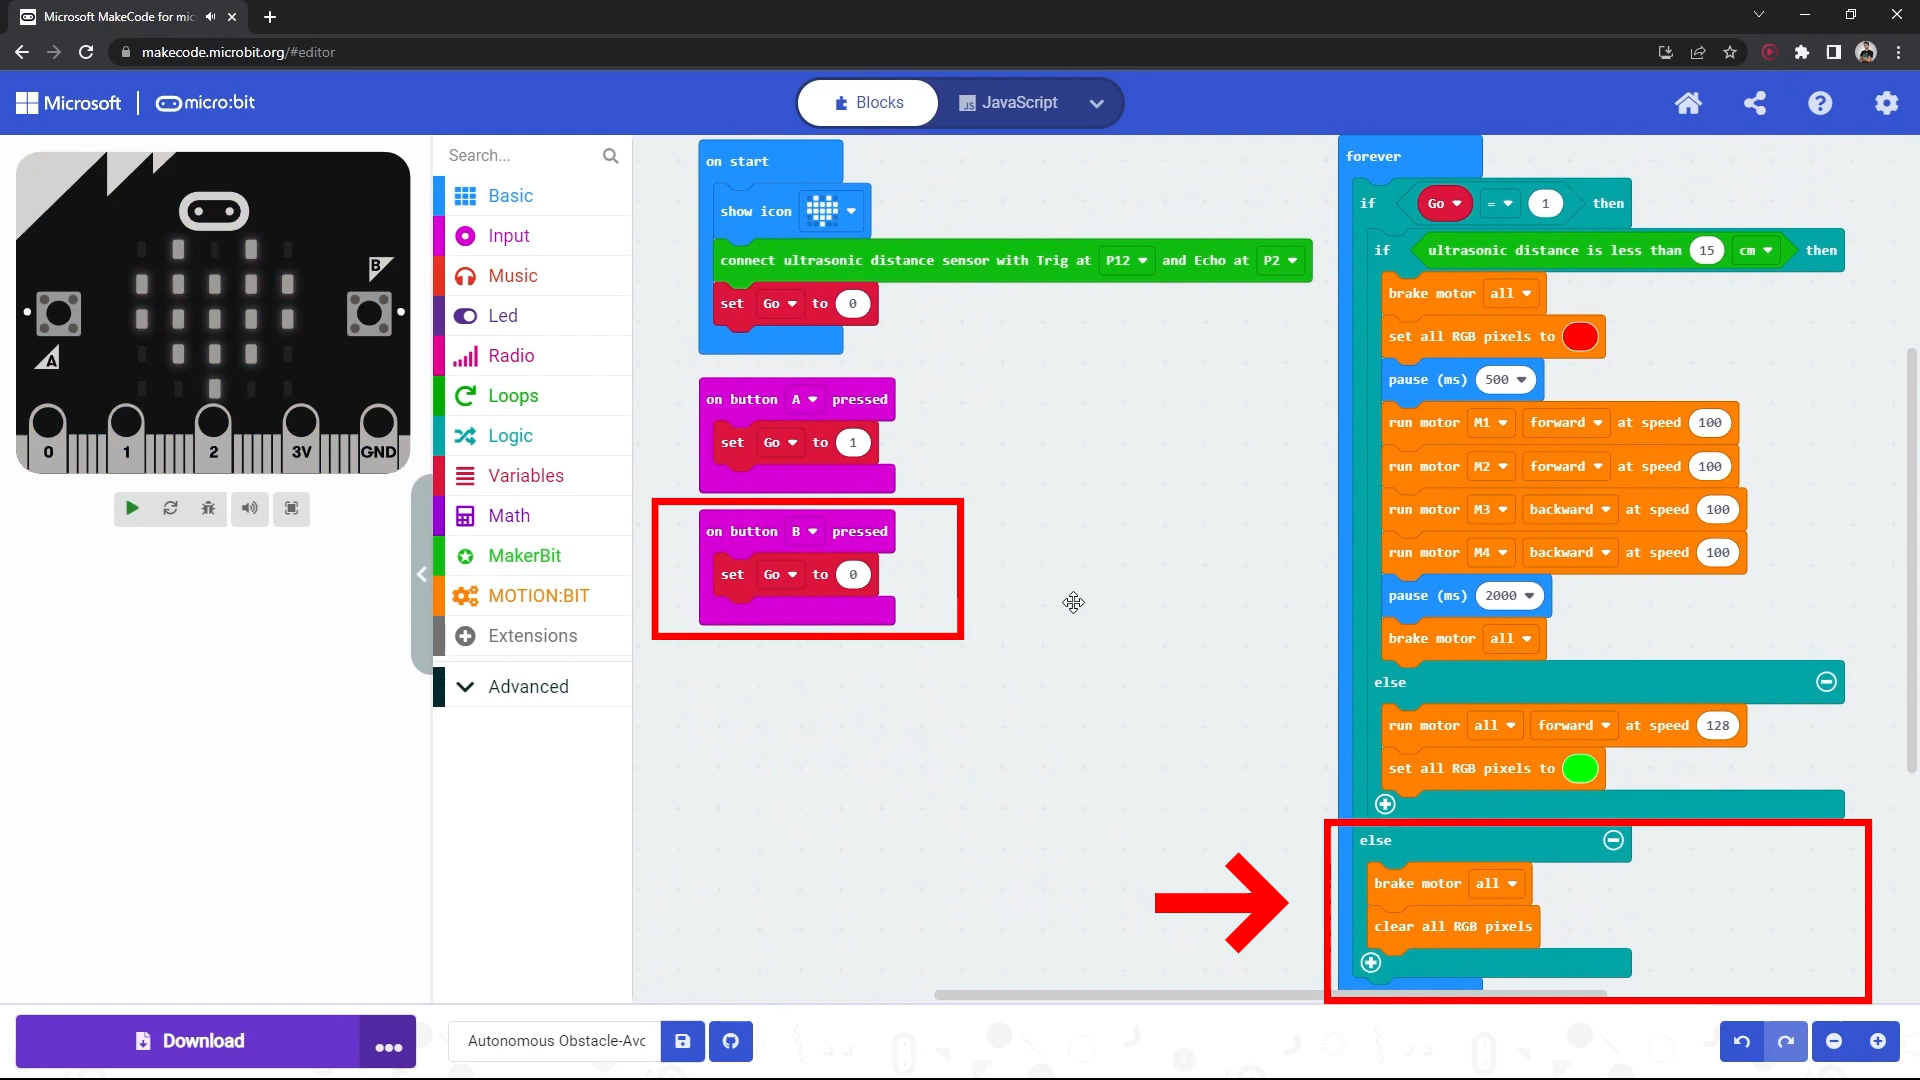 Microsoft MakeCode for mic
makecode.microbit.org/#editor
Microsoft
micro:bit
Blocks
JS
JavaScript
A
B
0
1
2
3V
GND
Search...
Basic
Input
Music
Led
Radio
Loops
Logic
Variables
Math
MakerBit
MOTION:BIT
Extensions
Advanced
on start
show icon
connect ultrasonic distance sensor with Trig at P12 and Echo at P2
set Go to 0
on button A pressed
set Go to 1
on button B pressed
set Go to 0
forever
if Go = 1 then
if ultrasonic distance is less than 15 cm then
brake motor all
set all RGB pixels to
pause (ms) 500
run motor M1 forward at speed 100
run motor M2 forward at speed 100
run motor M3 backward at speed 100
run motor M4 backward at speed 100
pause (ms) 2000
brake motor all
else
run motor all forward at speed 128
set all RGB pixels to
else
brake motor all
clear all RGB pixels
Download
Autonomous Obstacle-Avo